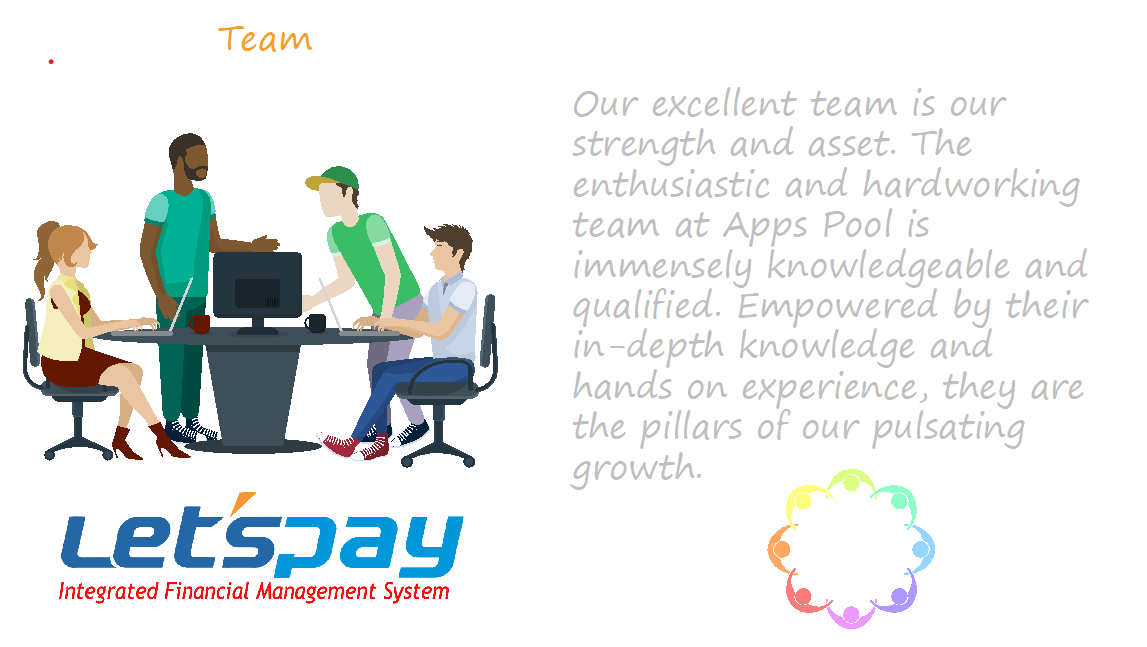 Team
Our excellent team is our
strength and asset. The
enthusiastic and hardworking
team at Apps Pool is
immensely knowledgeable and
qualified. Empowered by their
in-depth knowledge and
hands on experience, they are
the pillars of our pulsating
growth.
Let'spay
Integrated Financial Management System